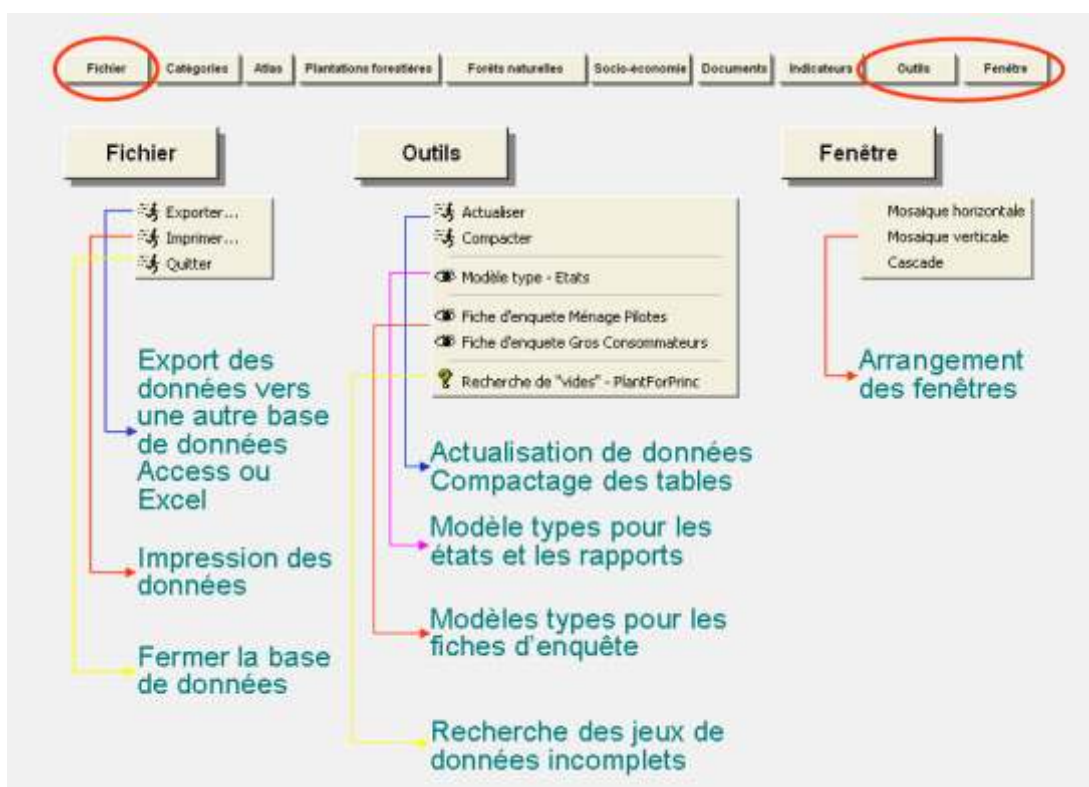 Fichier Catégories Atlas Plantations forestières Forêts naturelles Socio-économie Documents Indicateurs Outils Fenêtre
Fichier
Exporter...
Imprimer...
Quitter
Export des
données vers
une autre base
de données
Access ou
Excel
Impression des
données
Fermer la base
de données
Outils
Actualiser
Compacter
Modèle type - Etats
Fiche d'enquete Ménage Pilotes
Fiche d'enquete Gros Consommateurs
Recherche de "vides" - PlantForPrinc
Actualisation de données
Compactage des tables
Modèle types pour les
états et les rapports
Modèles types pour les
fiches d'enquête
Recherche des jeux de
données incomplets
Fenêtre
Mosaique horizontale
Mosaique verticale
Cascade
Arrangement
des fenêtres